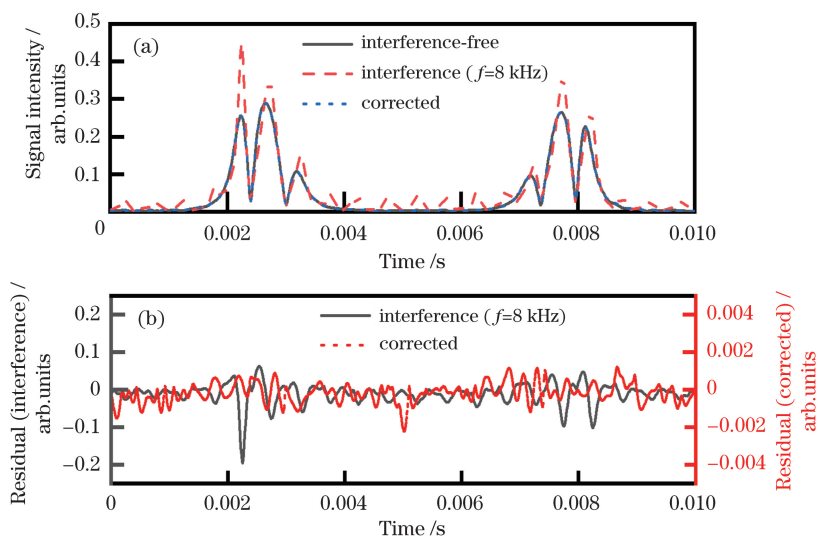 0.5
0.4
0.3
0.2
0.1
Signal intensity /
arb.units
(a)
interference-free
interference (f=8 kHz)
corrected
0
0.002
0.004
0.006
0.008
0.010
Time /s
(b)
interference (f=8 kHz)
corrected
0.2
0.1
0
−0.1
−0.2
Residual (interference) /
arb.units
0.004
0.002
0
−0.002
−0.004
Residual (corrected) /
arb.units
0
0.002
0.004
0.006
0.008
0.010
Time /s